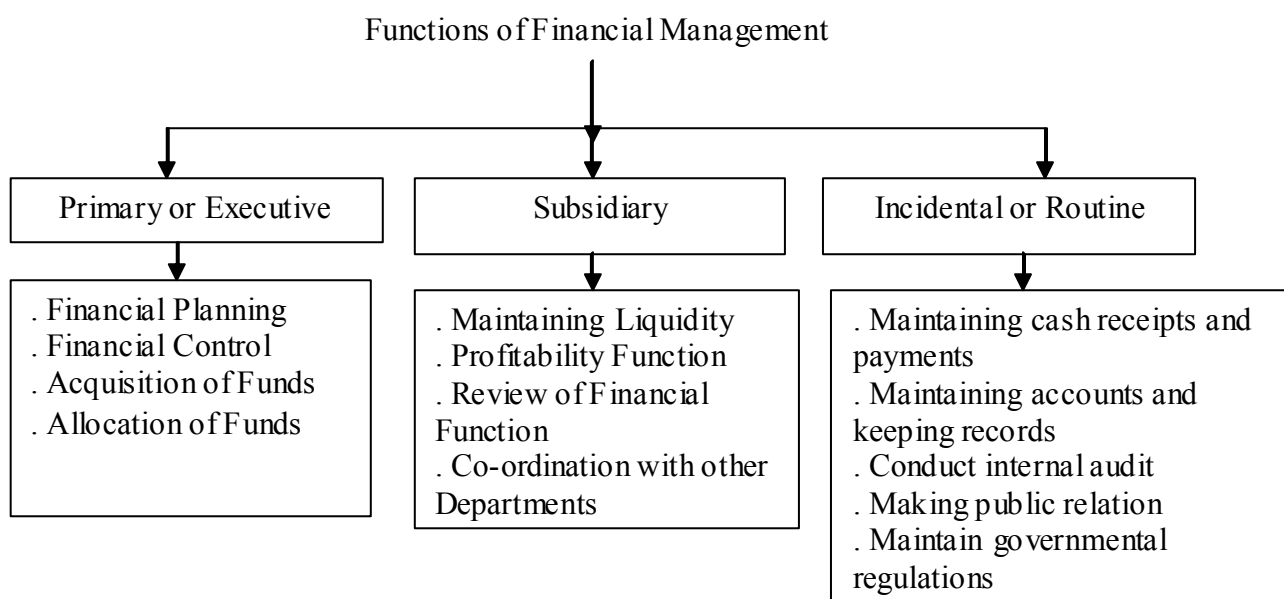 Functions of Financial Management
Primary or Executive
. Financial Planning
. Financial Control
. Acquisition of Funds
. Allocation of Funds
Subsidiary
. Maintaining Liquidity
. Profitability Function
. Review of Financial
Function
. Co-ordination with other
Departments
Incidental or Routine
. Maintaining cash receipts and
payments
. Maintaining accounts and
keeping records
. Conduct internal audit
. Making public relation
. Maintain governmental
regulations